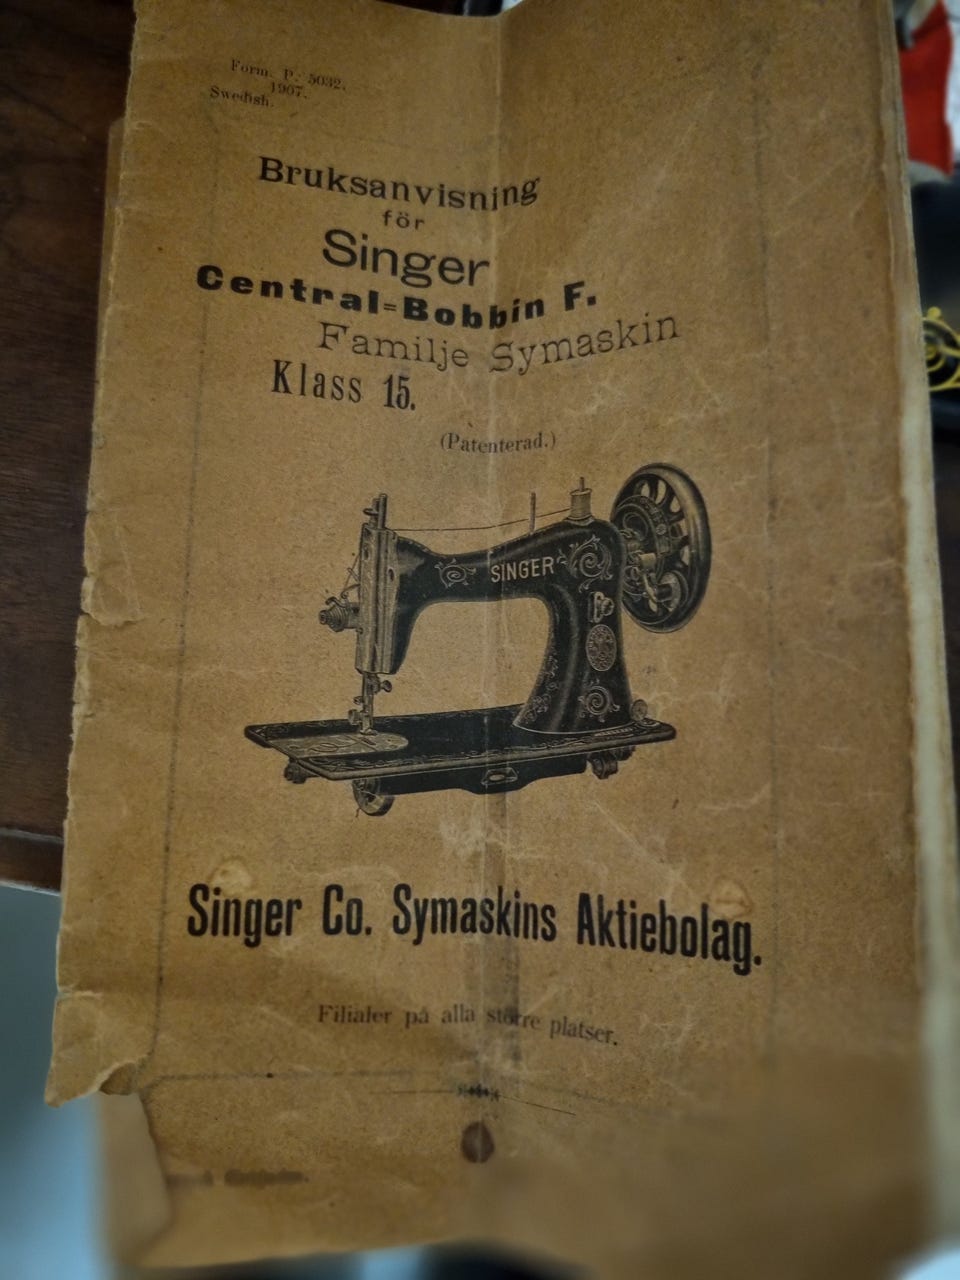 Form. P. 5032.
1907.
Swedish.
Bruksanvisning
för
Singer
Central=Bobbin F.
Familje Symaskin
Klass 15.
(Patenterad.)
SINGER
Singer Co. Symaskins Aktiebolag.
Filialer på alla större platser.